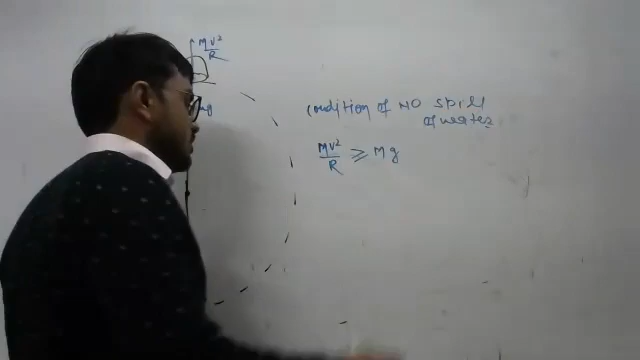 MV²
R
mg
condition of NO spill
of water
MV²/R ≥ Mg